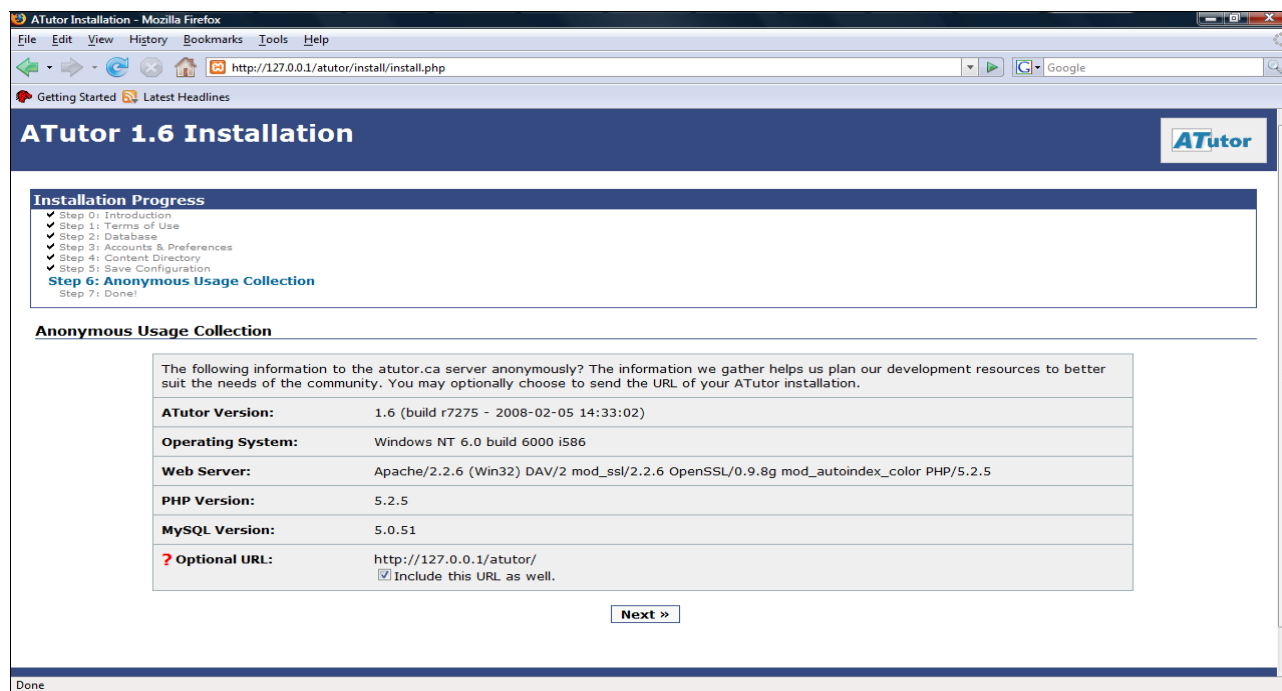 ATutor Installation - Mozilla Firefox
File Edit View History Bookmarks Tools Help
http://127.0.0.1/atutor/install/install.php
G Google
Getting Started Latest Headlines
ATutor 1.6 Installation
ATutor
Installation Progress
Step 0: Introduction
Step 1: Terms of Use
Step 2: Database
Step 3: Accounts & Preferences
Step 4: Content Directory
Step 5: Save Configuration
Step 6: Anonymous Usage Collection
Step 7: Done!
Anonymous Usage Collection
The following information to the atutor.ca server anonymously? The information we gather helps us plan our development resources to better
suit the needs of the community. You may optionally choose to send the URL of your ATutor installation.
ATutor Version: 1.6 (build r7275 - 2008-02-05 14:33:02)
Operating System: Windows NT 6.0 build 6000 i586
Web Server: Apache/2.2.6 (Win32) DAV/2 mod_ssl/2.2.6 OpenSSL/0.9.8g mod_autoindex_color PHP/5.2.5
PHP Version: 5.2.5
MySQL Version: 5.0.51
? Optional URL: http://127.0.0.1/atutor/
Include this URL as well.
Next »
Done